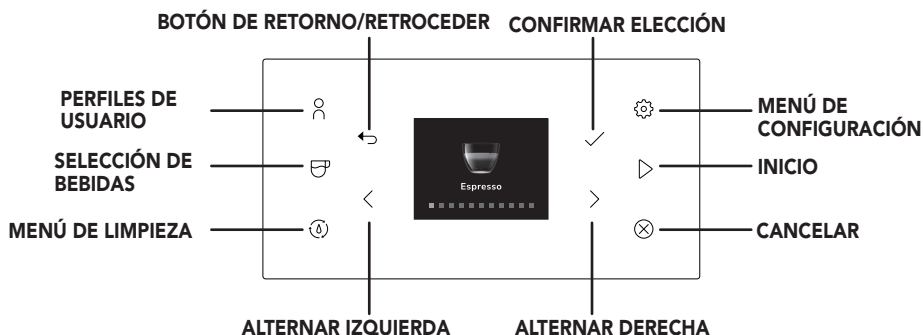 BOTÓN DE RETORNO/RETROCEDER
CONFIRMAR ELECCIÓN
PERFILES DE
USUARIO
MENÚ DE
CONFIGURACIÓN
SELECCIÓN DE
BEBIDAS
INICIO
Espresso
MENÚ DE LIMPIEZA
CANCELAR
ALTERNAR IZQUIERDA
ALTERNAR DERECHA